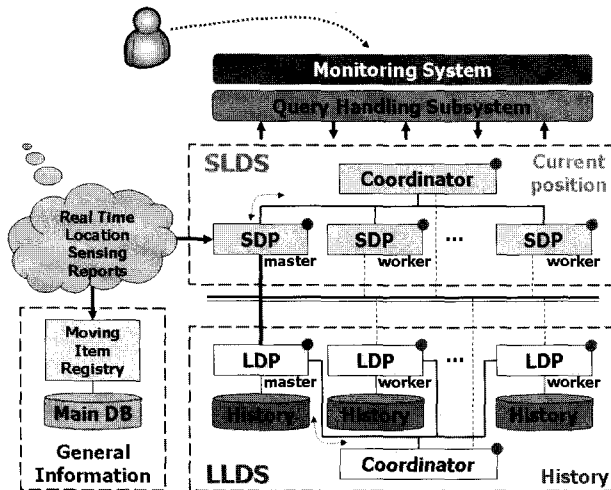 Monitoring System
Query Handling Subsystem
SLDS
Current
position
Coordinator
Real Time
Location
Sensing
Reports
SDP
master
SDP
worker
...
SDP
worker
Moving
Item
Registry
Main DB
General
Information
LDP
master
LDP
worker
...
LDP
worker
History
History
History
Coordinator
LLDS
History